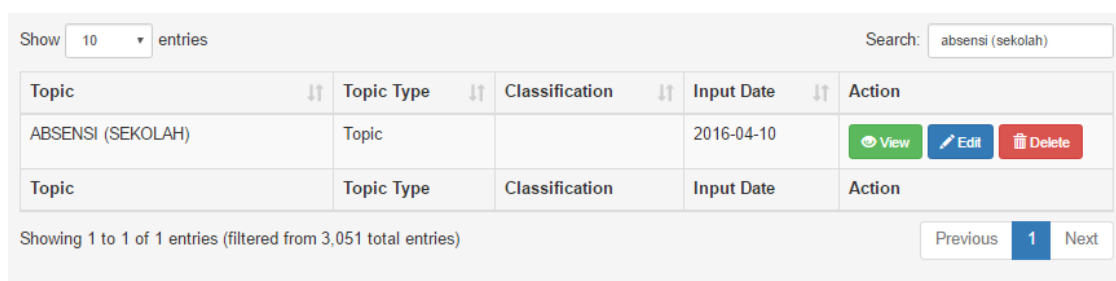 Show 10 entries Search: absensi (sekolah)
Topic Topic Type Classification Input Date Action
ABSENSI (SEKOLAH) Topic 2016-04-10 View Edit Delete
Topic Topic Type Classification Input Date Action
Showing 1 to 1 of 1 entries (filtered from 3,051 total entries) Previous 1 Next